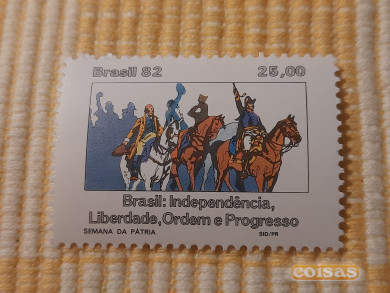 Brasil 82 25,00
Brasil: Independência,
Liberdade, Ordem e Progresso
SEMANA DA PÁTRIA SID/PR
coisas